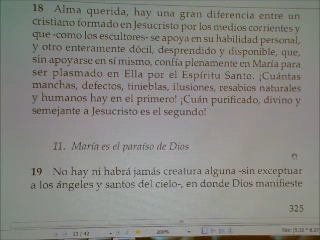 18 Alma querida, hay una gran diferencia entre un
cristiano formado en Jesucristo por los medios corrientes y
que -como los escultores- se apoya en su habilidad personal,
y otro enteramente dócil, desprendido y disponible, que,
sin apoyarse en sí mismo, confía plenamente en María para
ser plasmado en Ella por el Espíritu Santo. ¡Cuántas
manchas, defectos, tinieblas, ilusiones, resabios naturales
y humanos hay en el primero! ¡Cuán purificado, divino y
semejante a Jesucristo es el segundo!
11. María es el paraíso de Dios
19 No hay ni habrá jamás creatura alguna -sin exceptuar
a los ángeles y santos del cielo-, en donde Dios manifieste
325
200%